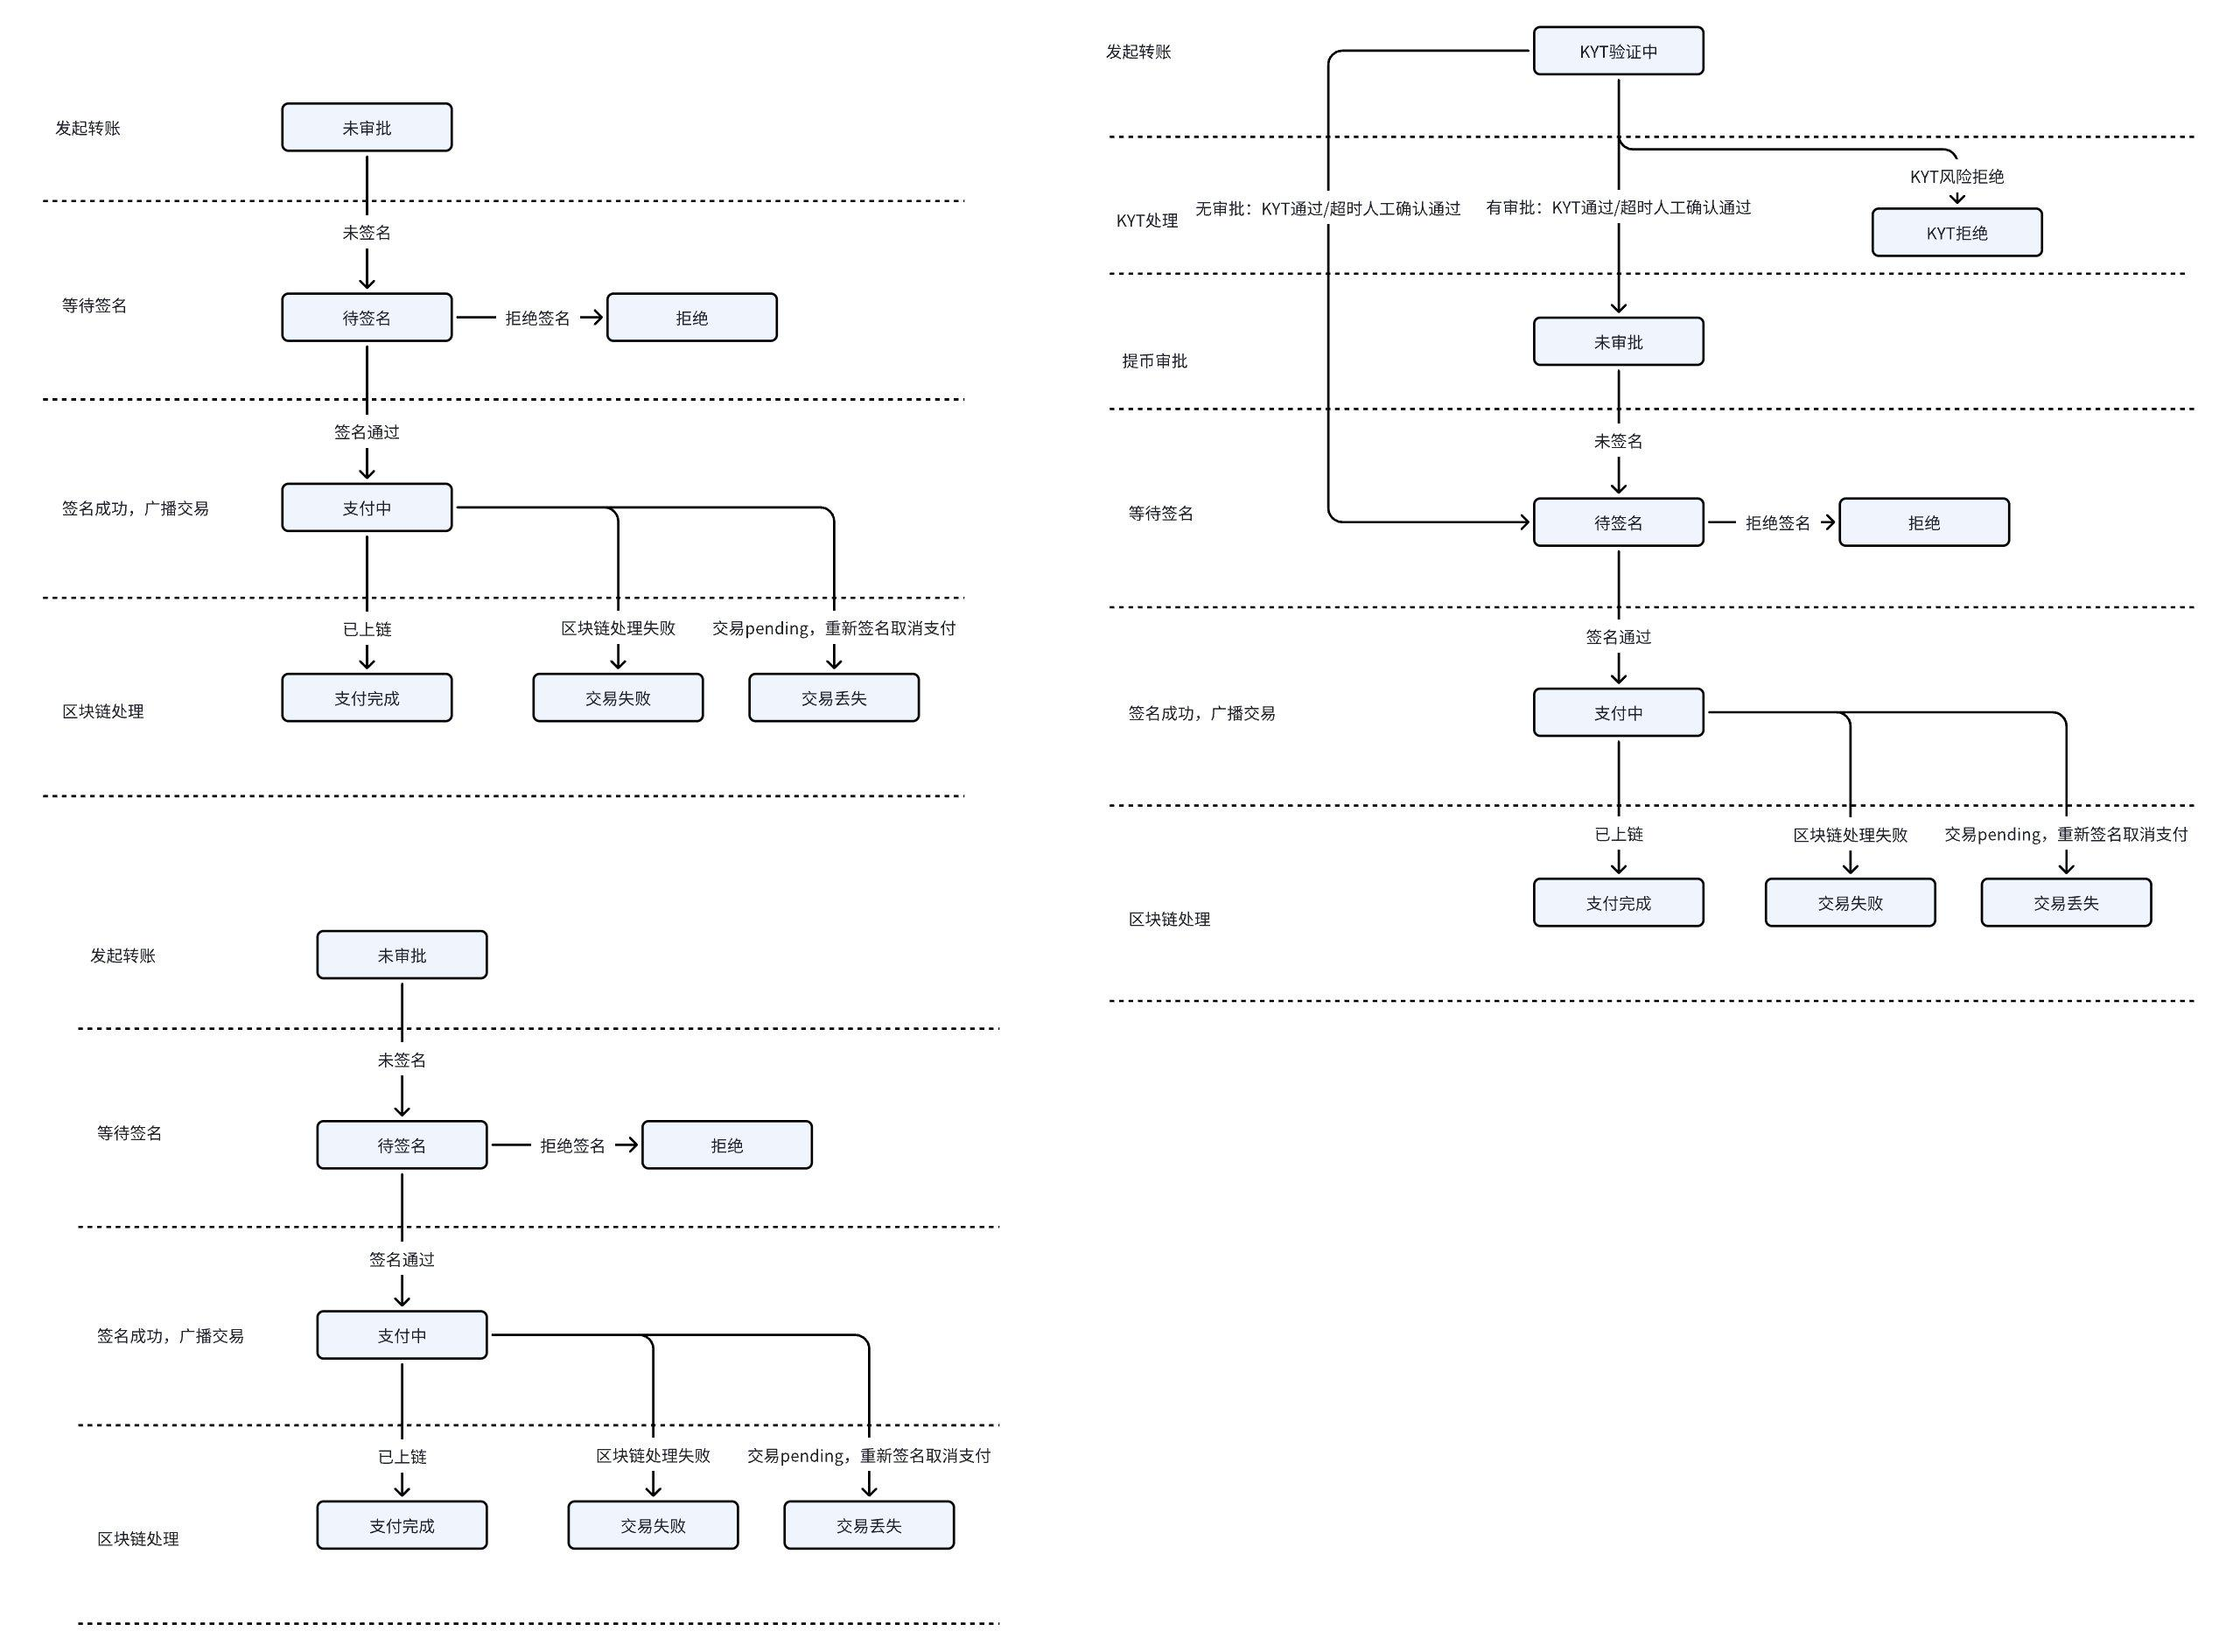 发起转账
未审批
未签名
等待签名
待签名
拒绝签名
拒绝
签名通过
签名成功，广播交易
支付中
已上链
区块链处理失败
交易pending，重新签名取消支付
区块链处理
支付完成
交易失败
交易丢失
发起转账
未审批
未签名
等待签名
待签名
拒绝签名
拒绝
签名通过
签名成功，广播交易
支付中
已上链
区块链处理失败
交易pending，重新签名取消支付
区块链处理
支付完成
交易失败
交易丢失
发起转账
KYT验证中
KYT风险拒绝
KYT处理
无审批：KYT通过/超时人工确认通过
有审批：KYT通过/超时人工确认通过
KYT拒绝
提币审批
未审批
未签名
等待签名
待签名
拒绝签名
拒绝
签名通过
签名成功，广播交易
支付中
已上链
区块链处理失败
交易pending，重新签名取消支付
区块链处理
支付完成
交易失败
交易丢失